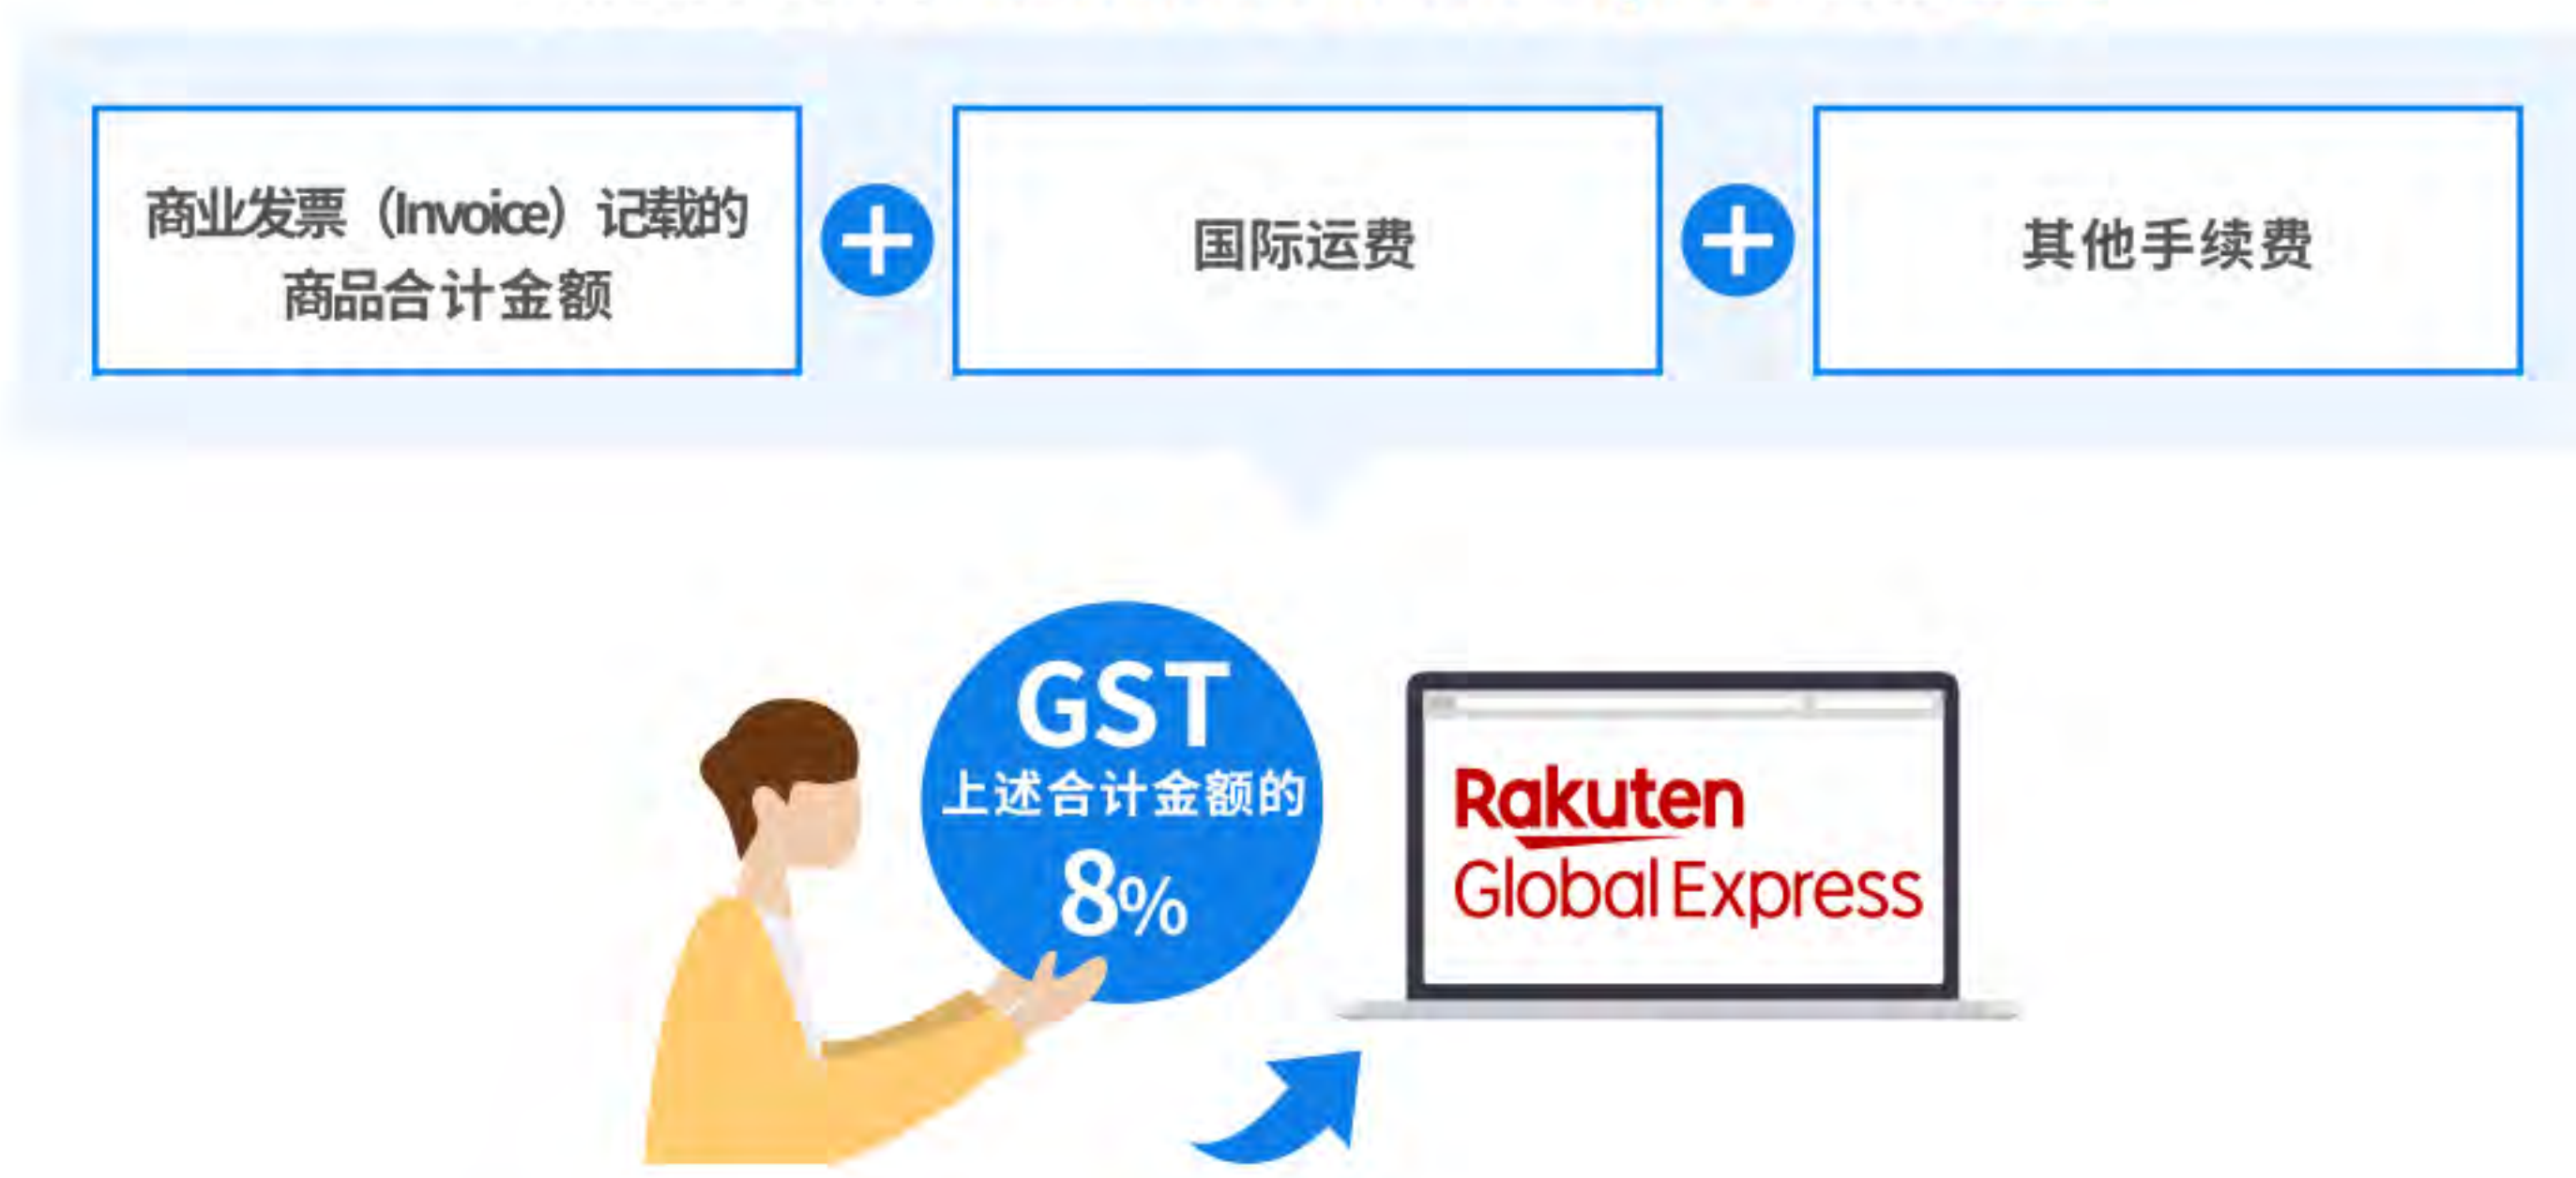 商业发票（Invoice）记载的
商品合计金额
国际运费
其他手续费
GST
上述合计金额的
8%
Rakuten
Global Express